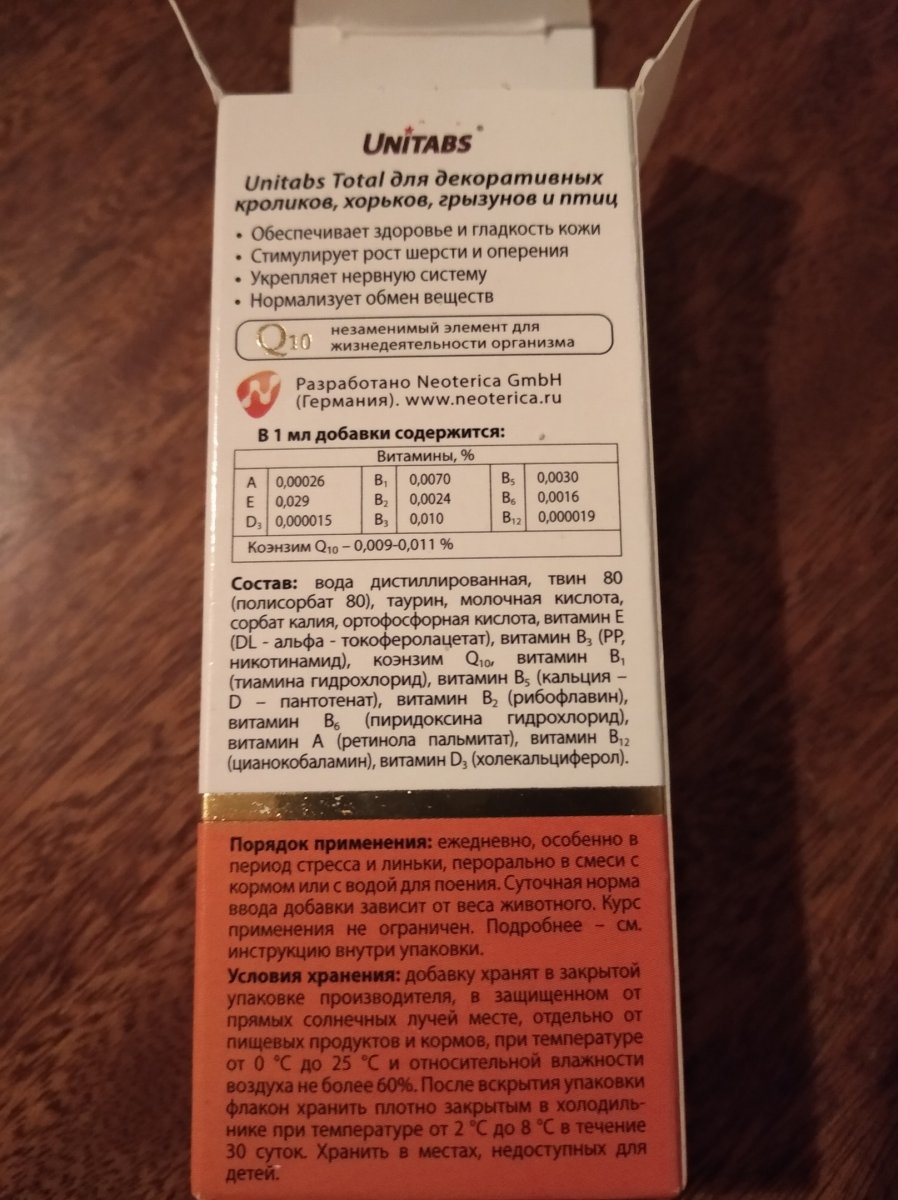 UNITABS®
Unitabs Total для декоративных
кроликов, хорьков, грызунов и птиц
• Обеспечивает здоровье и гладкость кожи
• Стимулирует рост шерсти и оперения
• Укрепляет нервную систему
• Нормализует обмен веществ
Q10 незаменимый элемент для
жизнедеятельности организма
Разработано Neoterica GmbH
(Германия). www.neoterica.ru
В 1 мл добавки содержится:
Витамины, %
A 0,00026 B₁ 0,0070 B₅ 0,0030
E 0,029 B₂ 0,0024 B₆ 0,0016
D₃ 0,000015 B₃ 0,010 B₁₂ 0,000019
Коэнзим Q₁₀ – 0,009-0,011 %
Состав: вода дистиллированная, твин 80
(полисорбат 80), таурин, молочная кислота,
сорбат калия, ортофосфорная кислота, витамин Е
(DL - альфа - токоферолацетат), витамин В₃ (РР,
никотинамид), коэнзим Q₁₀, витамин В₁
(тиамина гидрохлорид), витамин В₅ (кальция –
D – пантотенат), витамин В₂ (рибофлавин),
витамин В₆ (пиридоксина гидрохлорид),
витамин А (ретинола пальмитат), витамин В₁₂
(цианокобаламин), витамин D₃ (холекальциферол).
Порядок применения: ежедневно, особенно в
период стресса и линьки, перорально в смеси с
кормом или с водой для поения. Суточная норма
ввода добавки зависит от веса животного. Курс
применения не ограничен. Подробнее – см.
инструкцию внутри упаковки.
Условия хранения: добавку хранят в закрытой
упаковке производителя, в защищенном от
прямых солнечных лучей месте, отдельно от
пищевых продуктов и кормов, при температуре
от 0 °С до 25 °С и относительной влажности
воздуха не более 60%. После вскрытия упаковки
флакон хранить плотно закрытым в холодиль-
нике при температуре от 2 °С до 8 °С в течение
30 суток. Хранить в местах, недоступных для
детей.